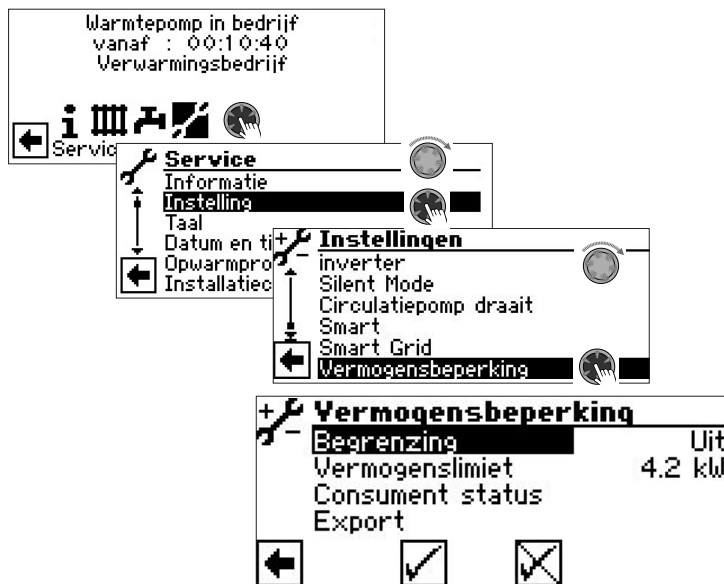 Warmtepomp in bedrijf
vanaf : 00:10:40
Verwarmingsbedrijf
Servic
Service
Informatie
Instelling
Taal
Datum en ti
Opwarmpro
Installatiec
Instellingen
inverter
Silent Mode
Circulatiepomp draait
Smart
Smart Grid
Vermogensbeperking
Vermogensbeperking
Begrenzing Uit
Vermogenslimiet 4.2 kW
Consument status
Export